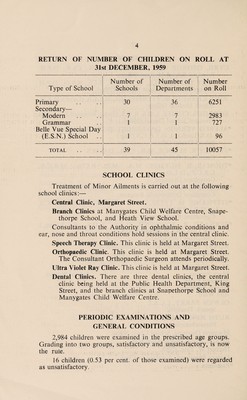 4
RETURN OF NUMBER OF CHILDREN ON ROLL AT
31st DECEMBER, 1959
Type of School | Number of Schools | Number of Departments | Number on Roll
Primary .. .. 30 36 6251
Secondary—
Modern .. .. 7 7 2983
Grammar .. 1 1 727
Belle Vue Special Day
(E.S.N.) School .. 1 1 96
TOTAL .. .. 39 45 10057
SCHOOL CLINICS
Treatment of Minor Ailments is carried out at the following
school clinics:—
Central Clinic, Margaret Street.
Branch Clinics at Manygates Child Welfare Centre, Snape-
thorpe School, and Heath View School.
Consultants to the Authority in ophthalmic conditions and
ear, nose and throat conditions hold sessions in the central clinic.
Speech Therapy Clinic. This clinic is held at Margaret Street.
Orthopaedic Clinic. This clinic is held at Margaret Street.
The Consultant Orthopaedic Surgeon attends periodically.
Ultra Violet Ray Clinic. This clinic is held at Margaret Street.
Dental Clinics. There are three dental clinics, the central
clinic being held at the Public Health Department, King
Street, and the branch clinics at Snapethorpe School and
Manygates Child Welfare Centre.
PERIODIC EXAMINATIONS AND
GENERAL CONDITIONS
2,984 children were examined in the prescribed age groups.
Grading into two groups, satisfactory and unsatisfactory, is now
the rule.
16 children (0.53 per cent. of those examined) were regarded
as unsatisfactory.